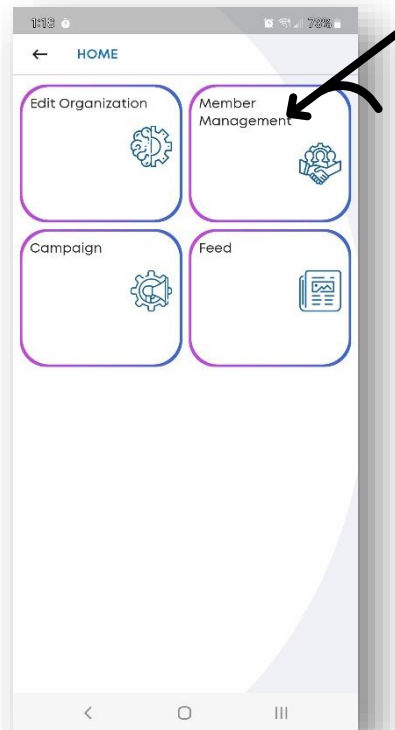 1:18
78%
HOME
Edit Organization
Member
Management
Campaign
Feed